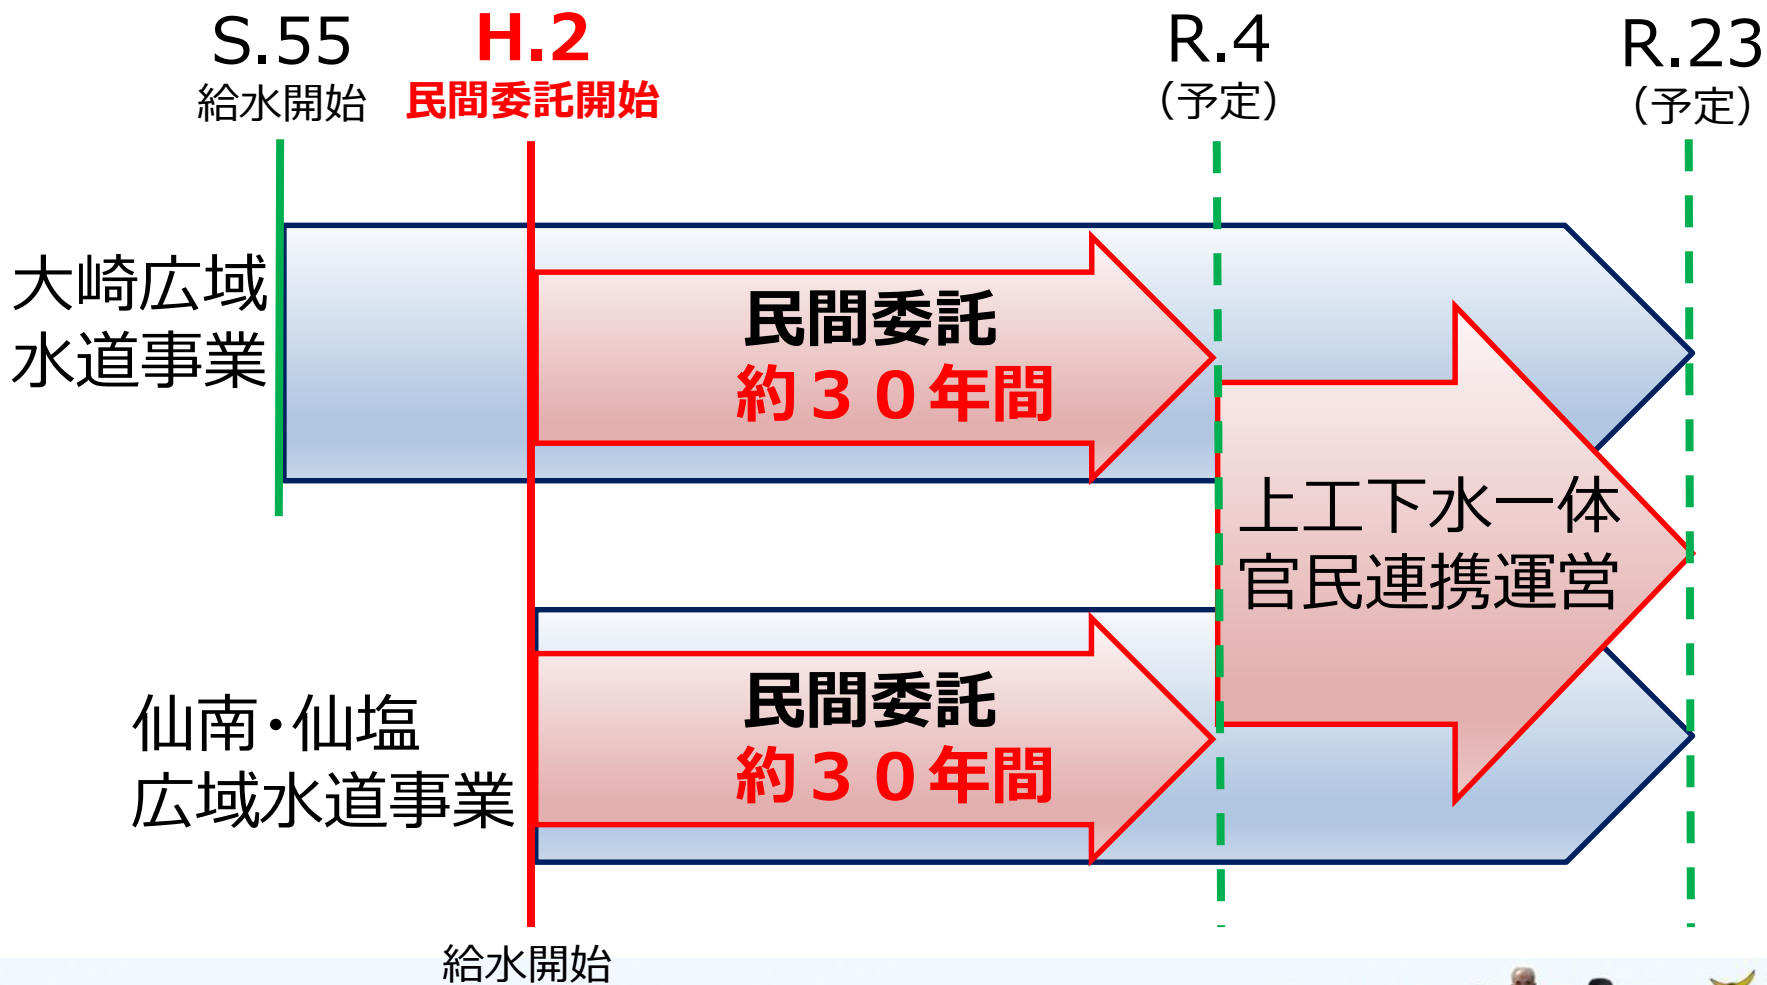 S.55
給水開始
H.2
民間委託開始
R.4
（予定）
R.23
（予定）
大崎広域
水道事業
民間委託
約３０年間
上工下水一体
官民連携運営
仙南・仙塩
広域水道事業
民間委託
約３０年間
給水開始